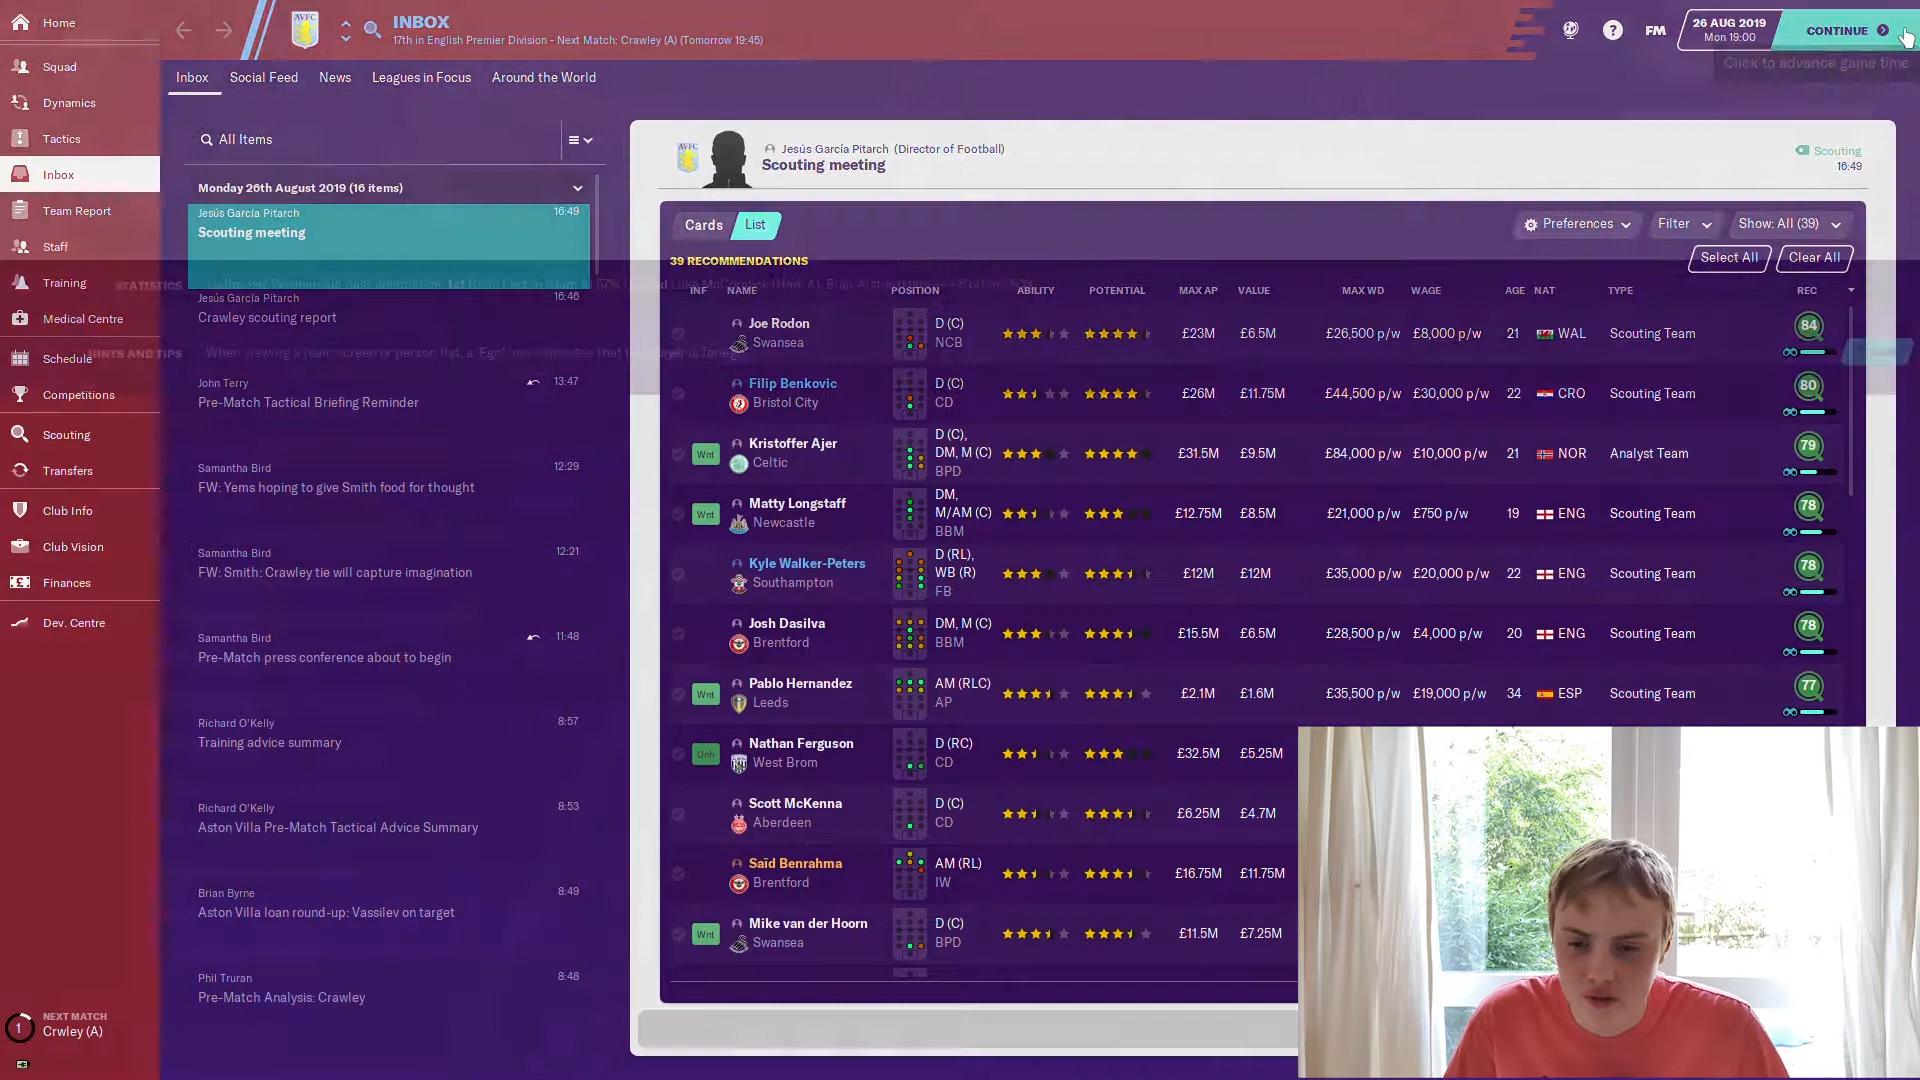 Home
Squad
Dynamics
Tactics
Inbox
Team Report
Staff
Training
Medical Centre
Schedule
Competitions
Scouting
Transfers
Club Info
Club Vision
Finances
Dev. Centre
1
NEXT MATCH
Crwley (A)
AVFC
INBOX
17th in English Premier Division - Next Match: Crawley (A) (Tomorrow 19:45)
?
FM
26 AUG 2019
Mon 19:00
CONTINUE
Click to advance game time
Inbox Social Feed News Leagues in Focus Around the World
All Items
Monday 26th August 2019 (16 items)
Jesús García Pitarch 16:49
Scouting meeting
Jesús García Pitarch 16:46
Crawley scouting report
John Terry 13:47
Pre-Match Tactical Briefing Reminder
Samantha Bird 12:29
FW: Yems hoping to give Smith food for thought
Samantha Bird 12:21
FW: Smith: Crawley tie will capture imagination
Samantha Bird 11:48
Pre-Match press conference about to begin
Richard O'Kelly 8:57
Training advice summary
Richard O'Kelly 8:53
Aston Villa Pre-Match Tactical Advice Summary
Brian Byrne 8:49
Aston Villa loan round-up: Vassilev on target
Phil Truran 8:48
Pre-Match Analysis: Crawley
STATISTICS
HINTS AND TIPS
AVFC
Jesús García Pitarch (Director of Football)
Scouting meeting
Scouting
16:49
Cards List Preferences Filter Show: All (39)
39 RECOMMENDATIONS Select All Clear All
INF NAME POSITION ABILITY POTENTIAL MAX AP VALUE MAX WD WAGE AGE NAT TYPE REC
Joe Rodon D (C) £23M £6.5M £26,500 p/w £8,000 p/w 21 WAL Scouting Team 84
Swansea NCB
Filip Benkovic D (C) £26M £11.75M £44,500 p/w £30,000 p/w 22 CRO Scouting Team 80
Bristol City CD
Wnt Kristoffer Ajer D (C), DM, M (C) £31.5M £9.5M £84,000 p/w £10,000 p/w 21 NOR Analyst Team 79
Celtic BPD
Wnt Matty Longstaff DM, M/AM (C) £12.75M £8.5M £21,000 p/w £750 p/w 19 ENG Scouting Team 78
Newcastle BBM
Kyle Walker-Peters D (RL), WB (R) £12M £12M £35,000 p/w £20,000 p/w 22 ENG Scouting Team 78
Southampton FB
Josh Dasilva DM, M (C) £15.5M £6.5M £28,500 p/w £4,000 p/w 20 ENG Scouting Team 78
Brentford BBM
Wnt Pablo Hernandez AM (RLC) £2.1M £1.6M £35,500 p/w £19,000 p/w 34 ESP Scouting Team 77
Leeds AP
Unh Nathan Ferguson D (RC) £32.5M £5.25M
West Brom CD
Scott McKenna D (C) £6.25M £4.7M
Aberdeen CD
Saïd Benrahma AM (RL) £16.75M £11.75M
Brentford IW
Wnt Mike van der Hoorn D (C) £11.5M £7.25M
Swansea BPD